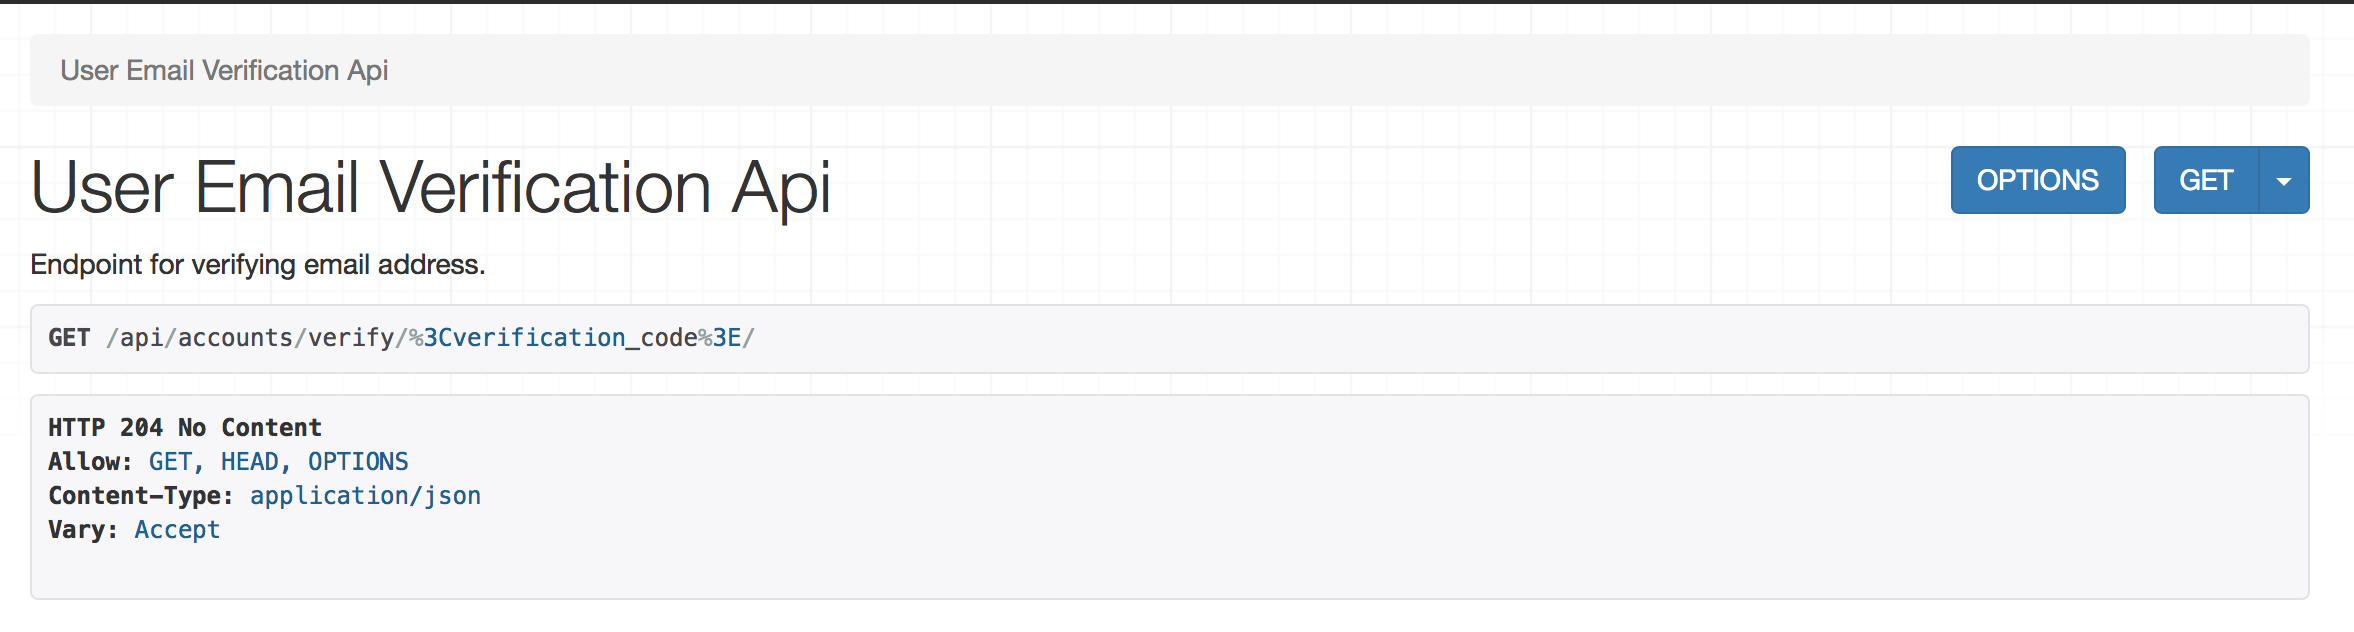 User Email Verification Api
User Email Verification Api
OPTIONS
GET
Endpoint for verifying email address.
GET /api/accounts/verify/%3Cverification_code%3E/
HTTP 204 No Content
Allow: GET, HEAD, OPTIONS
Content-Type: application/json
Vary: Accept